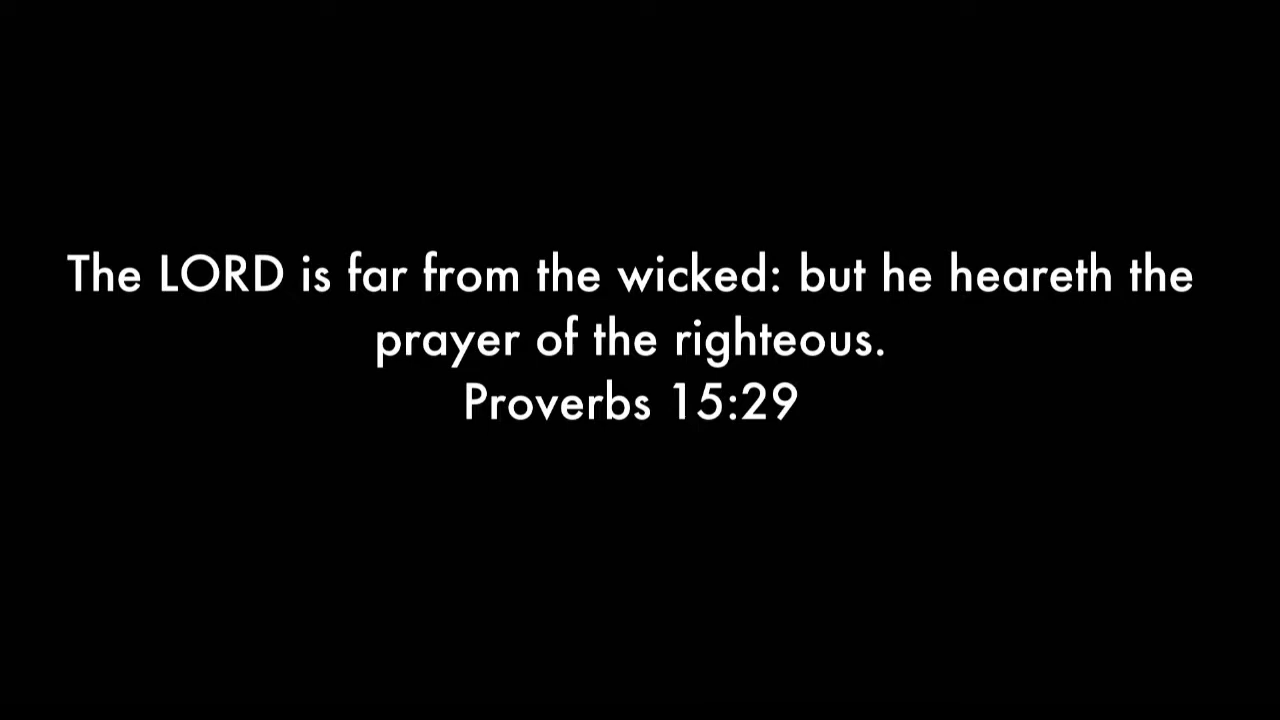 The LORD is far from the wicked: but he heareth the
prayer of the righteous.
Proverbs 15:29